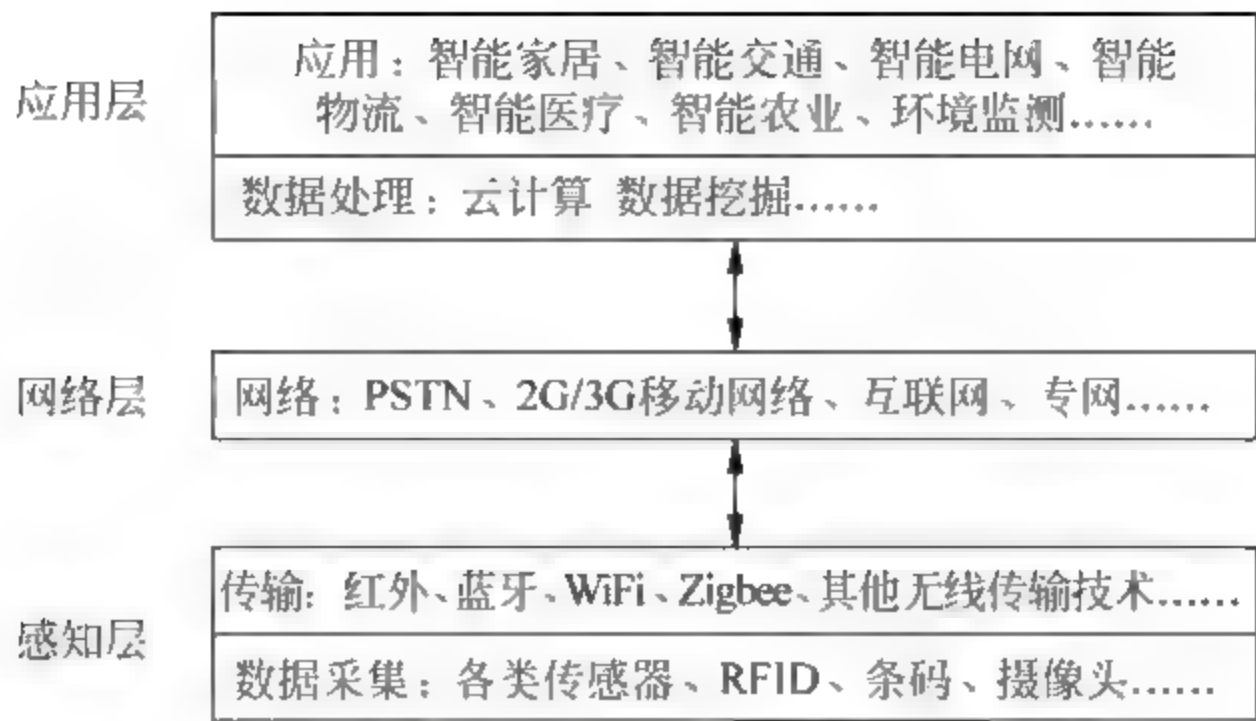 应用层
应用：智能家居、智能交通、智能电网、智能
物流、智能医疗、智能农业、环境监测……
数据处理：云计算 数据挖掘……
网络层
网络：PSTN、2G/3G移动网络、互联网、专网……
感知层
传输：红外、蓝牙、WiFi、Zigbee、其他无线传输技术……
数据采集：各类传感器、RFID、条码、摄像头……